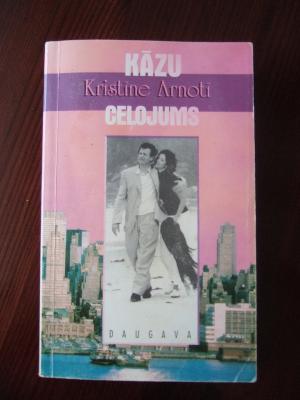 KĀZU
Kristine Arnoti
CEĻOJUMS
DAUGAVA